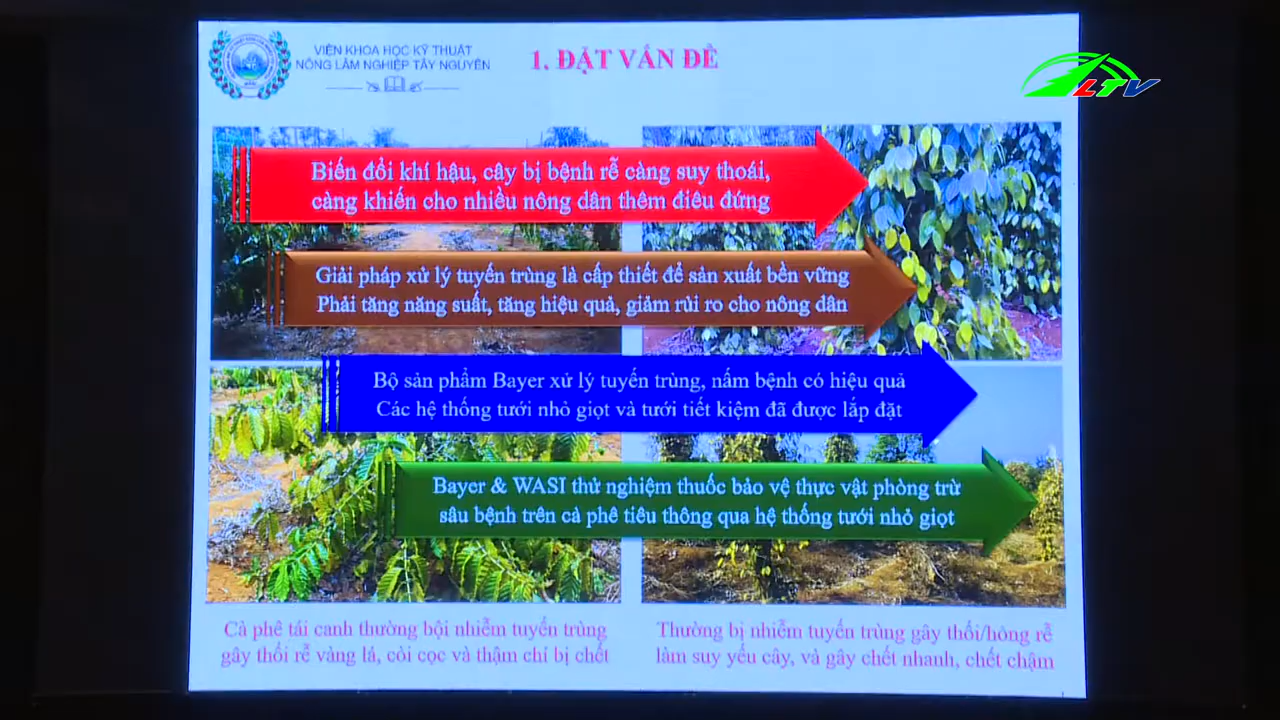 VIỆN KHOA HỌC KỸ THUẬT
NÔNG LÂM NGHIỆP TÂY NGUYÊN
1. ĐẶT VẤN ĐỀ
LTV
Biến đổi khí hậu, cây bị bệnh rễ càng suy thoái,
càng khiến cho nhiều nông dân thêm điêu đứng
Giải pháp xử lý tuyến trùng là cấp thiết để sản xuất bền vững
Phải tăng năng suất, tăng hiệu quả, giảm rủi ro cho nông dân
Bộ sản phẩm Bayer xử lý tuyến trùng, nấm bệnh có hiệu quả
Các hệ thống tưới nhỏ giọt và tưới tiết kiệm đã được lắp đặt
Bayer & WASI thử nghiệm thuốc bảo vệ thực vật phòng trừ
sâu bệnh trên cà phê tiêu thông qua hệ thống tưới nhỏ giọt
Cà phê tái canh thường bội nhiễm tuyến trùng
gây thối rễ vàng lá, còi cọc và thậm chí bị chết
Thường bị nhiễm tuyến trùng gây thối/hỏng rễ
làm suy yếu cây, và gây chết nhanh, chết chậm